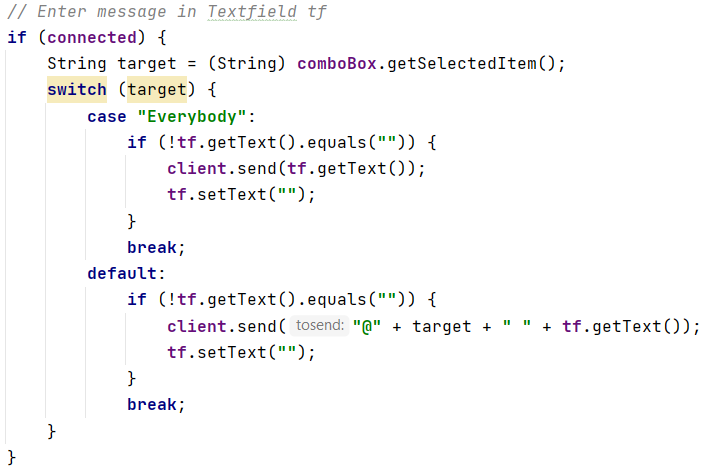 // Enter message in Textfield tf
if (connected) {
    String target = (String) comboBox.getSelectedItem();
    switch (target) {
        case "Everybody":
            if (!tf.getText().equals("")) {
                client.send(tf.getText());
                tf.setText("");
            }
            break;
        default:
            if (!tf.getText().equals("")) {
                client.send( tosend: "@" + target + " " + tf.getText());
                tf.setText("");
            }
            break;
    }
}